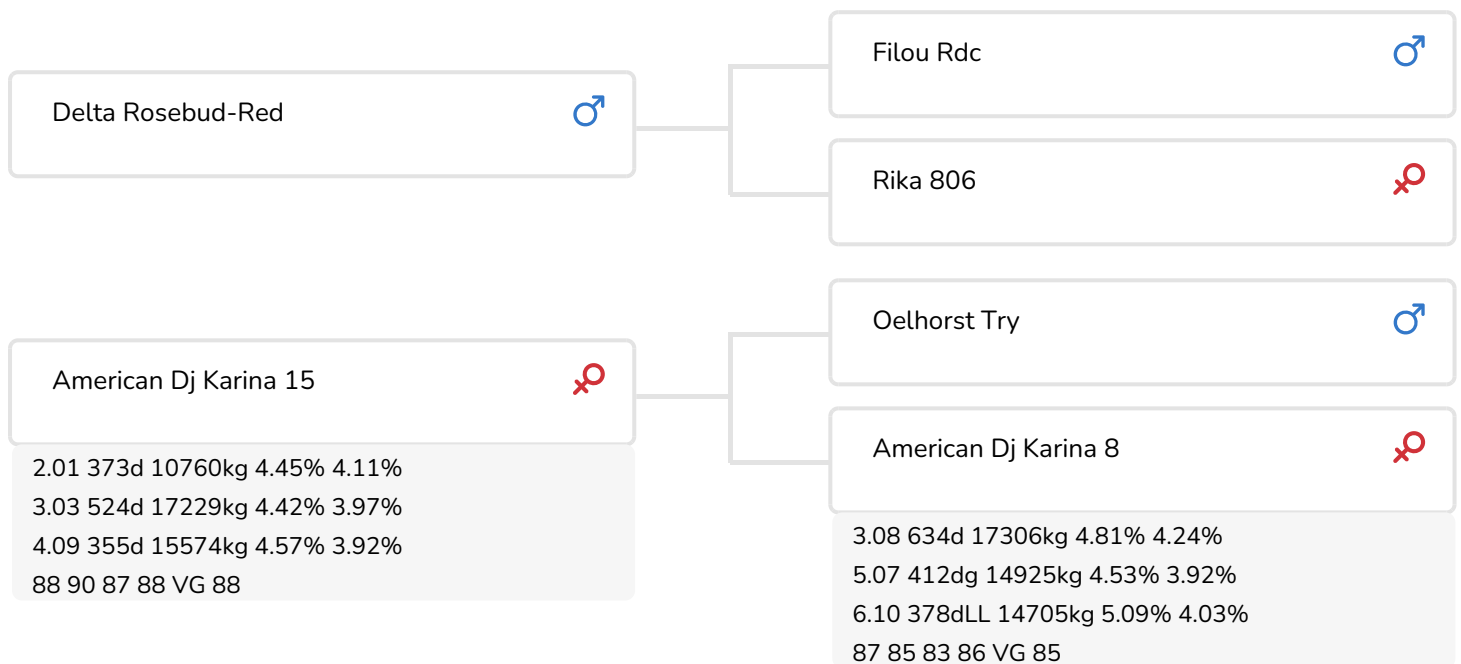 Filou Rdc
Delta Rosebud-Red
Rika 806
Oelhorst Try
American Dj Karina 15
American Dj Karina 8
2.01 373d 10760kg 4.45% 4.11%
3.03 524d 17229kg 4.42% 3.97%
4.09 355d 15574kg 4.57% 3.92%
88 90 87 88 VG 88
3.08 634d 17306kg 4.81% 4.24%
5.07 412dg 14925kg 4.53% 3.92%
6.10 378dLL 14705kg 5.09% 4.03%
87 85 83 86 VG 85